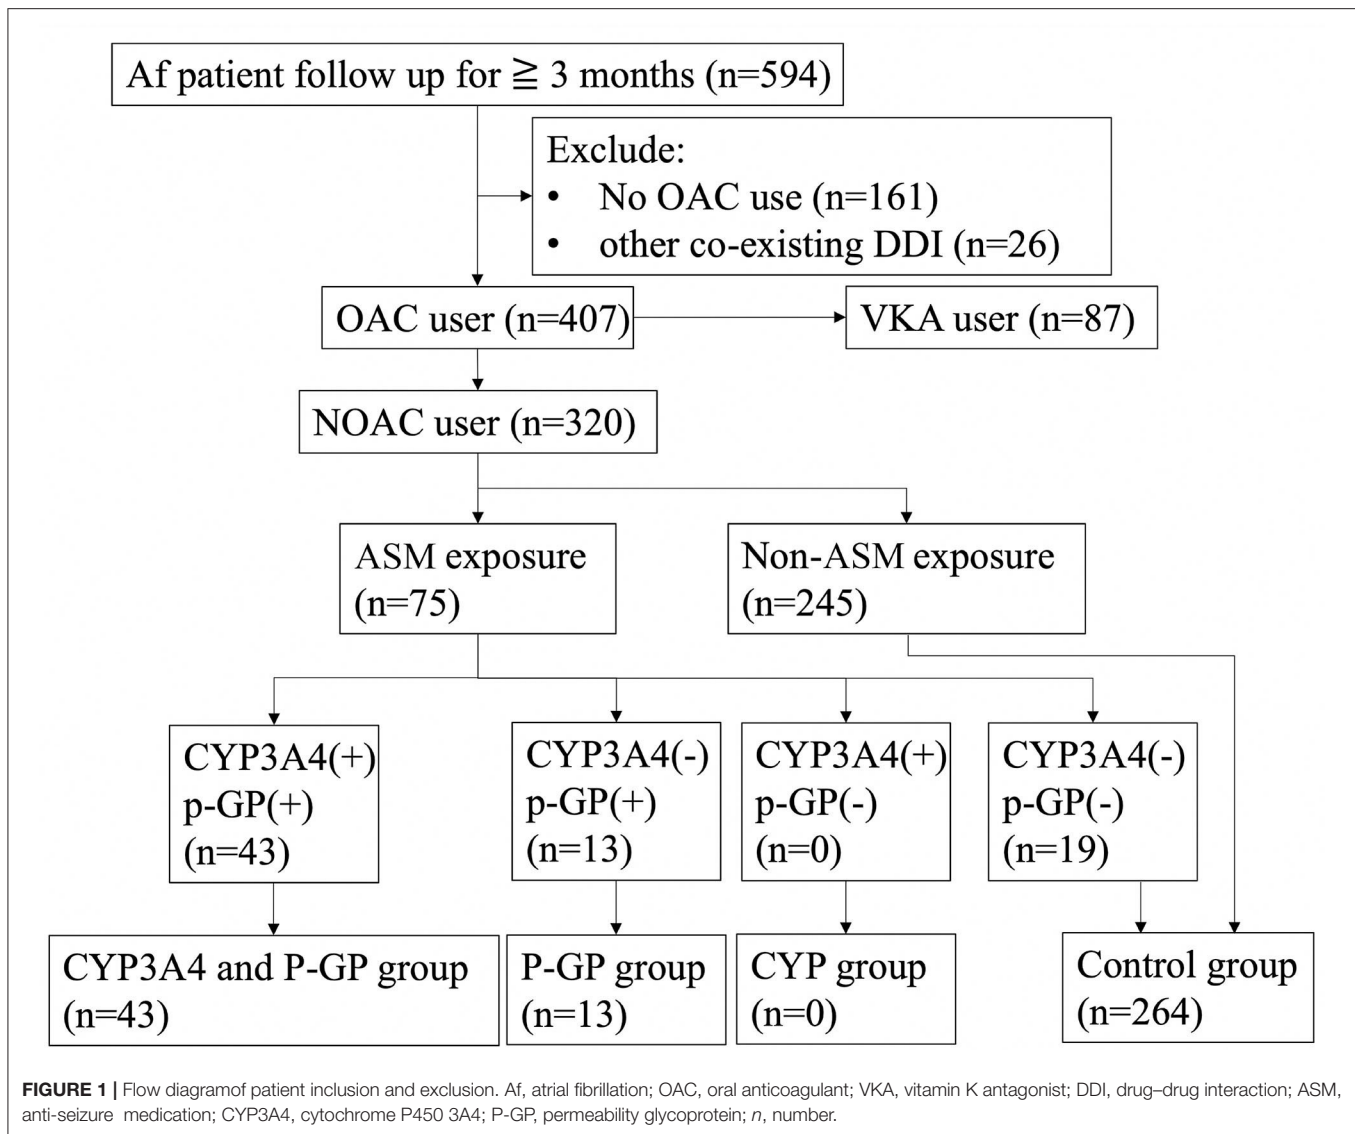 Af patient follow up for ≧ 3 months (n=594)
Exclude:
• No OAC use (n=161)
• other co-existing DDI (n=26)
OAC user (n=407)
VKA user (n=87)
NOAC user (n=320)
ASM exposure
(n=75)
Non-ASM exposure
(n=245)
CYP3A4(+)
p-GP(+)
(n=43)
CYP3A4(-)
p-GP(+)
(n=13)
CYP3A4(+)
p-GP(-)
(n=0)
CYP3A4(-)
p-GP(-)
(n=19)
CYP3A4 and P-GP group
(n=43)
P-GP group
(n=13)
CYP group
(n=0)
Control group
(n=264)
FIGURE 1 | Flow diagramof patient inclusion and exclusion. Af, atrial fibrillation; OAC, oral anticoagulant; VKA, vitamin K antagonist; DDI, drug–drug interaction; ASM,
anti-seizure medication; CYP3A4, cytochrome P450 3A4; P-GP, permeability glycoprotein; n, number.